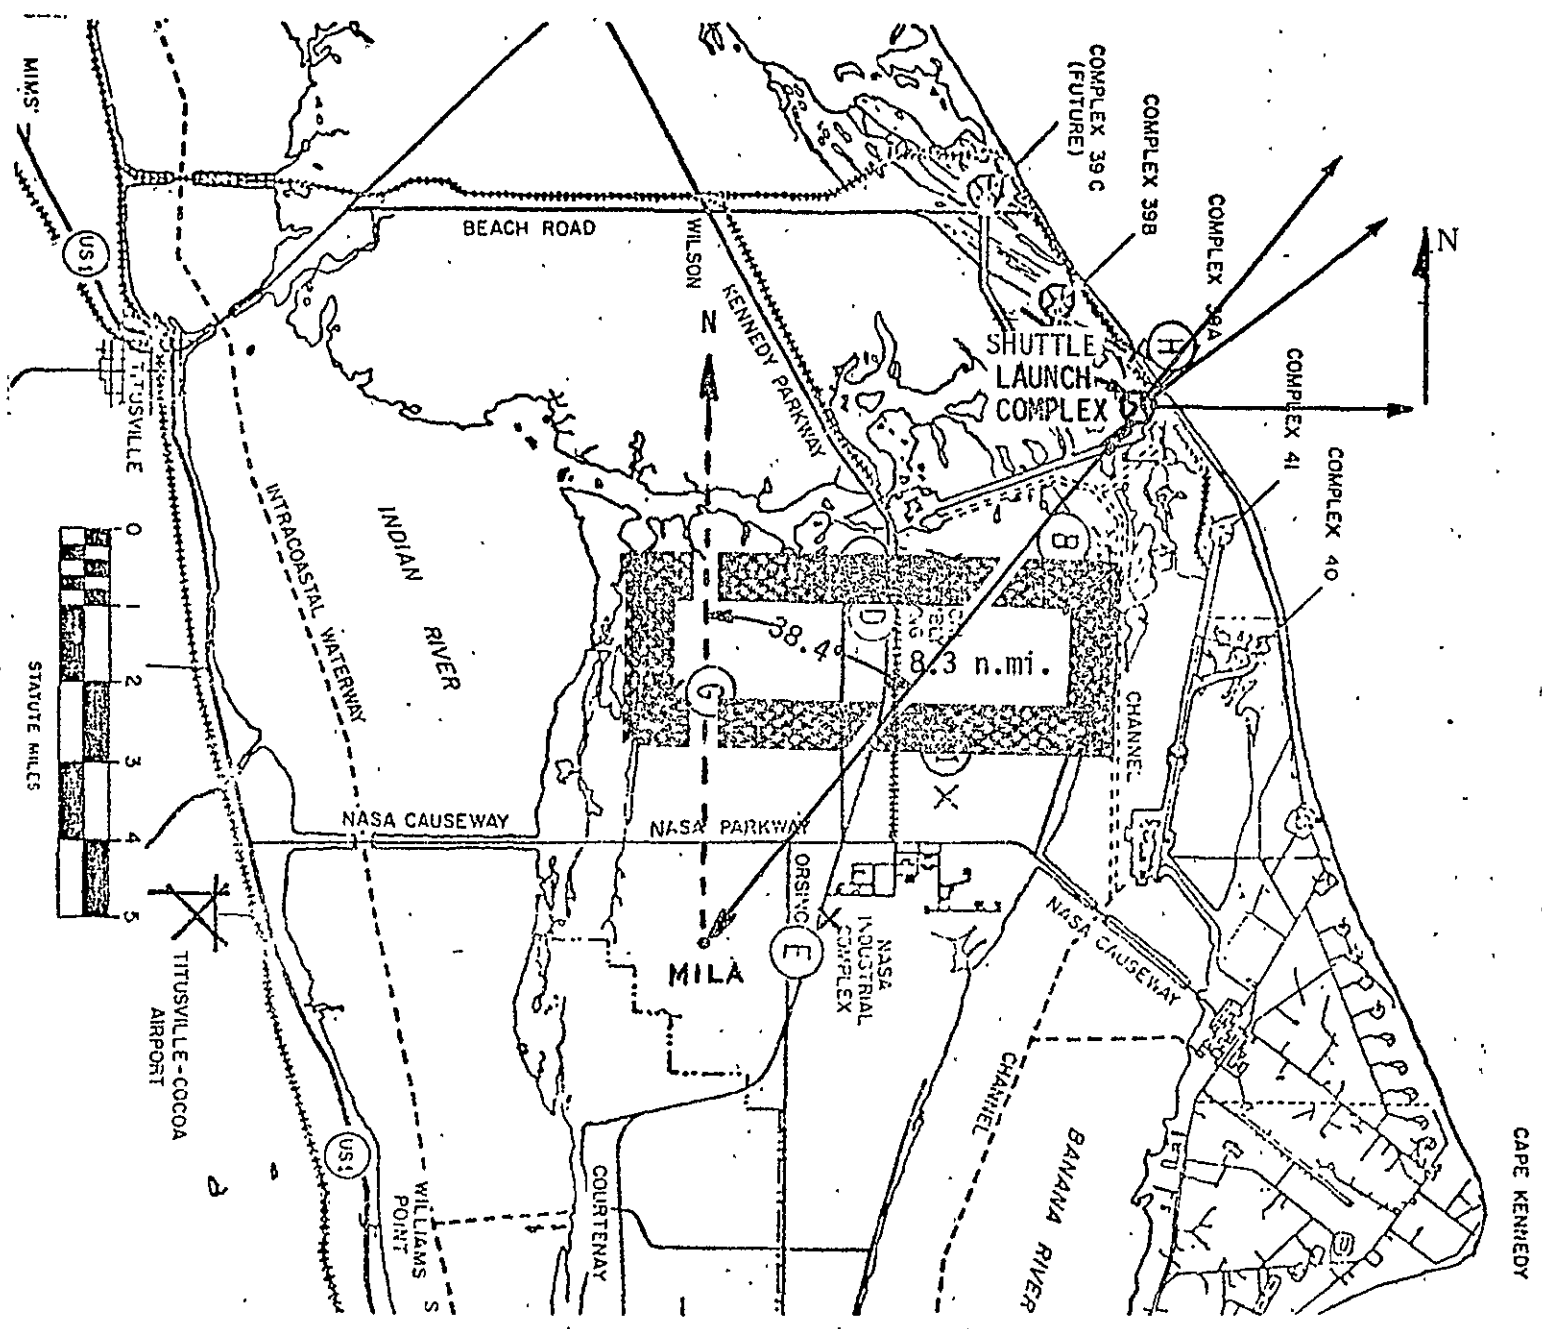 MIMS
US 1
TITUSVILLE
BEACH ROAD
WILSON
KENNEDY PARKWAY
N
COMPLEX 39C
(FUTURE)
COMPLEX 39B
COMPLEX 39A
COMPLEX 41
COMPLEX 40
N
H
SHUTTLE
LAUNCH
COMPLEX
B
INTRACOASTAL WATERWAY
INDIAN
RIVER
0
1
2
3
4
5
STATUTE MILES
D
38.4°
8.3 n.mi.
G
CHANNEL
NASA CAUSEWAY
NASA PARKWAY
MILA
E
NASA
INDUSTRIAL
COMPLEX
NASA CAUSEWAY
TITUSVILLE-COCOA
AIRPORT
US 1
WILLIAMS
POINT
COURTENAY
CHANNEL
BANANA RIVER
CAPE KENNEDY